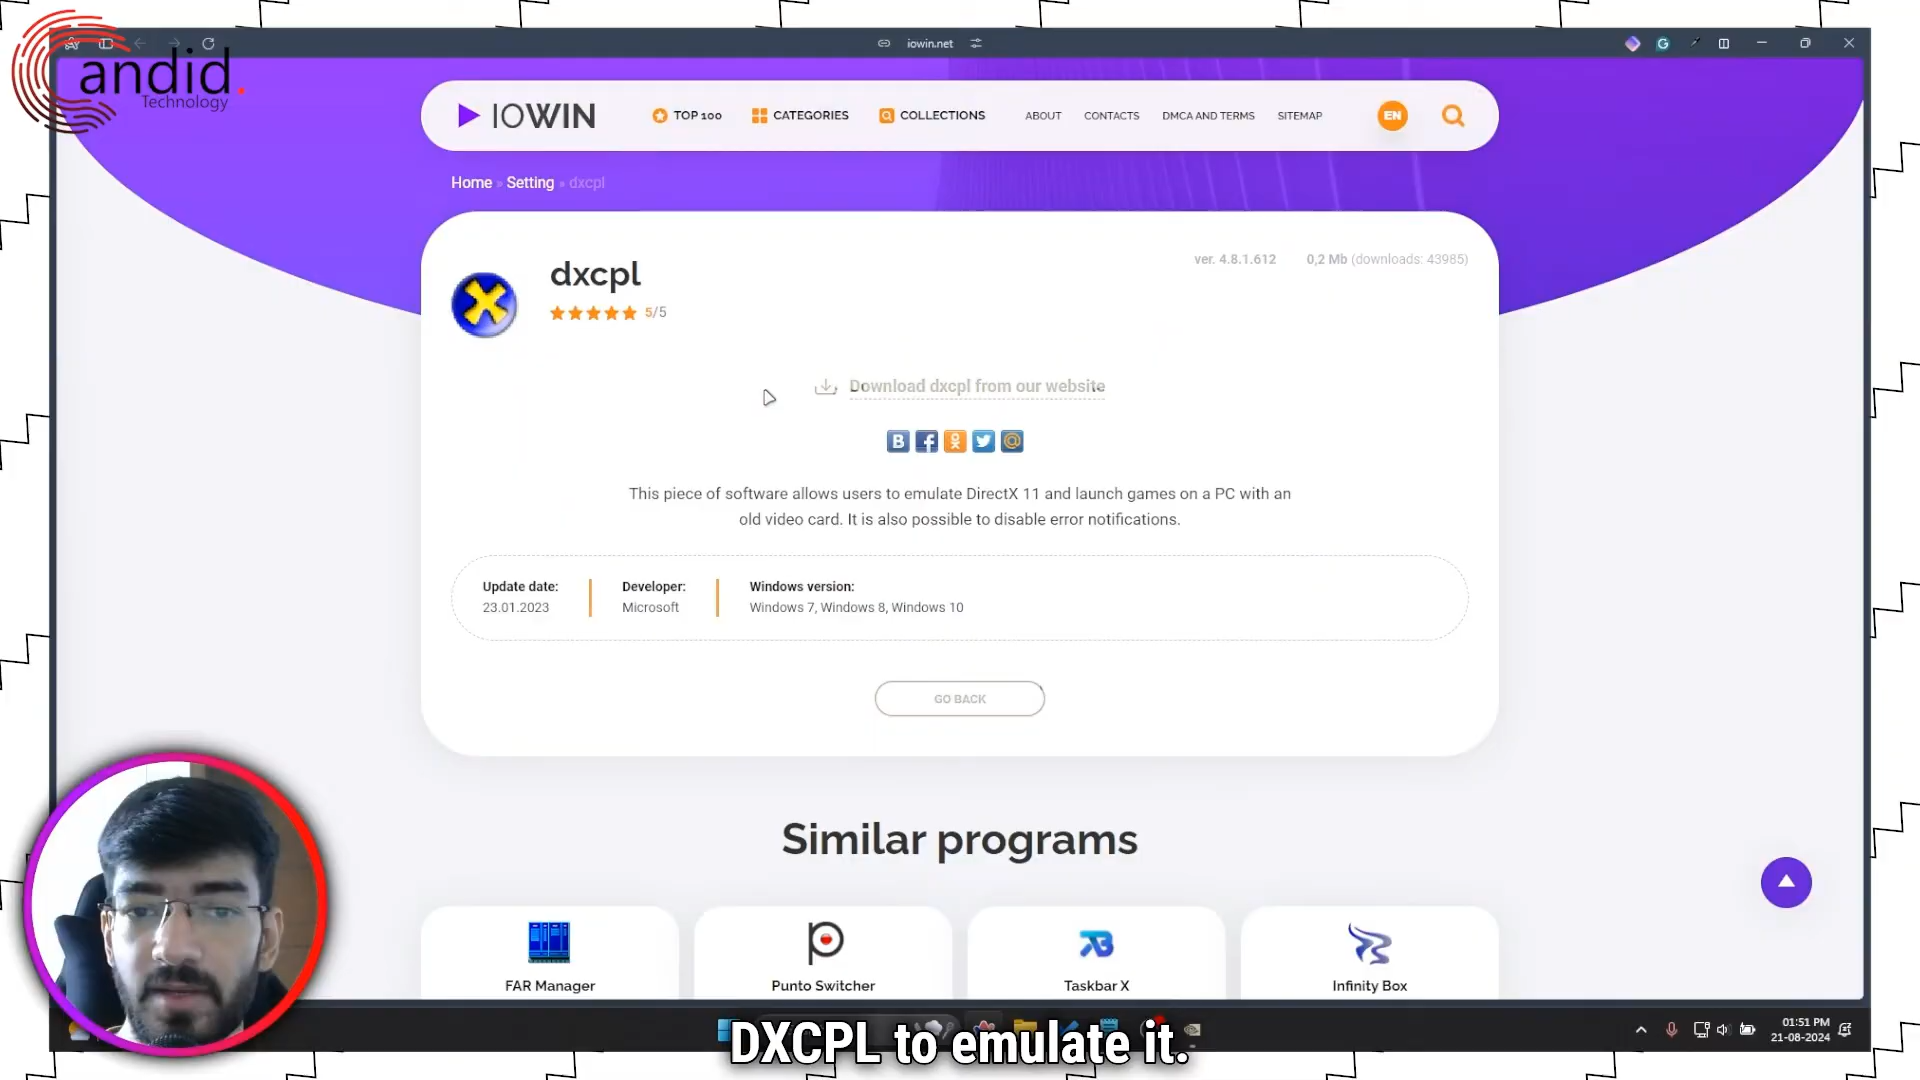 andid.
Technology
iowin.net
IOWIN
TOP 100
CATEGORIES
COLLECTIONS
ABOUT
CONTACTS
DMCA AND TERMS
SITEMAP
EN
Home » Setting » dxcpl
dxcpl
ver. 4.8.1.612
0,2 Mb (downloads: 43985)
5/5
Download dxcpl from our website
This piece of software allows users to emulate DirectX 11 and launch games on a PC with an
old video card. It is also possible to disable error notifications.
Update date:
23.01.2023
Developer:
Microsoft
Windows version:
Windows 7, Windows 8, Windows 10
GO BACK
Similar programs
FAR Manager
Punto Switcher
Taskbar X
Infinity Box
DXCPL to emulate it.
01:51 PM
21-08-2024